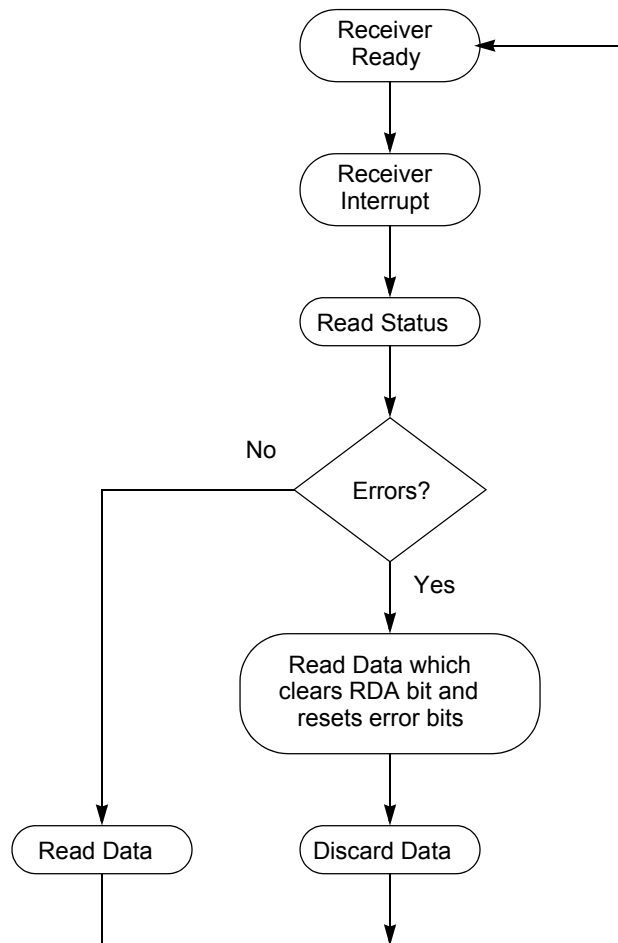 Receiver
Ready
Receiver
Interrupt
Read Status
No
Errors?
Yes
Read Data which
clears RDA bit and
resets error bits
Read Data
Discard Data